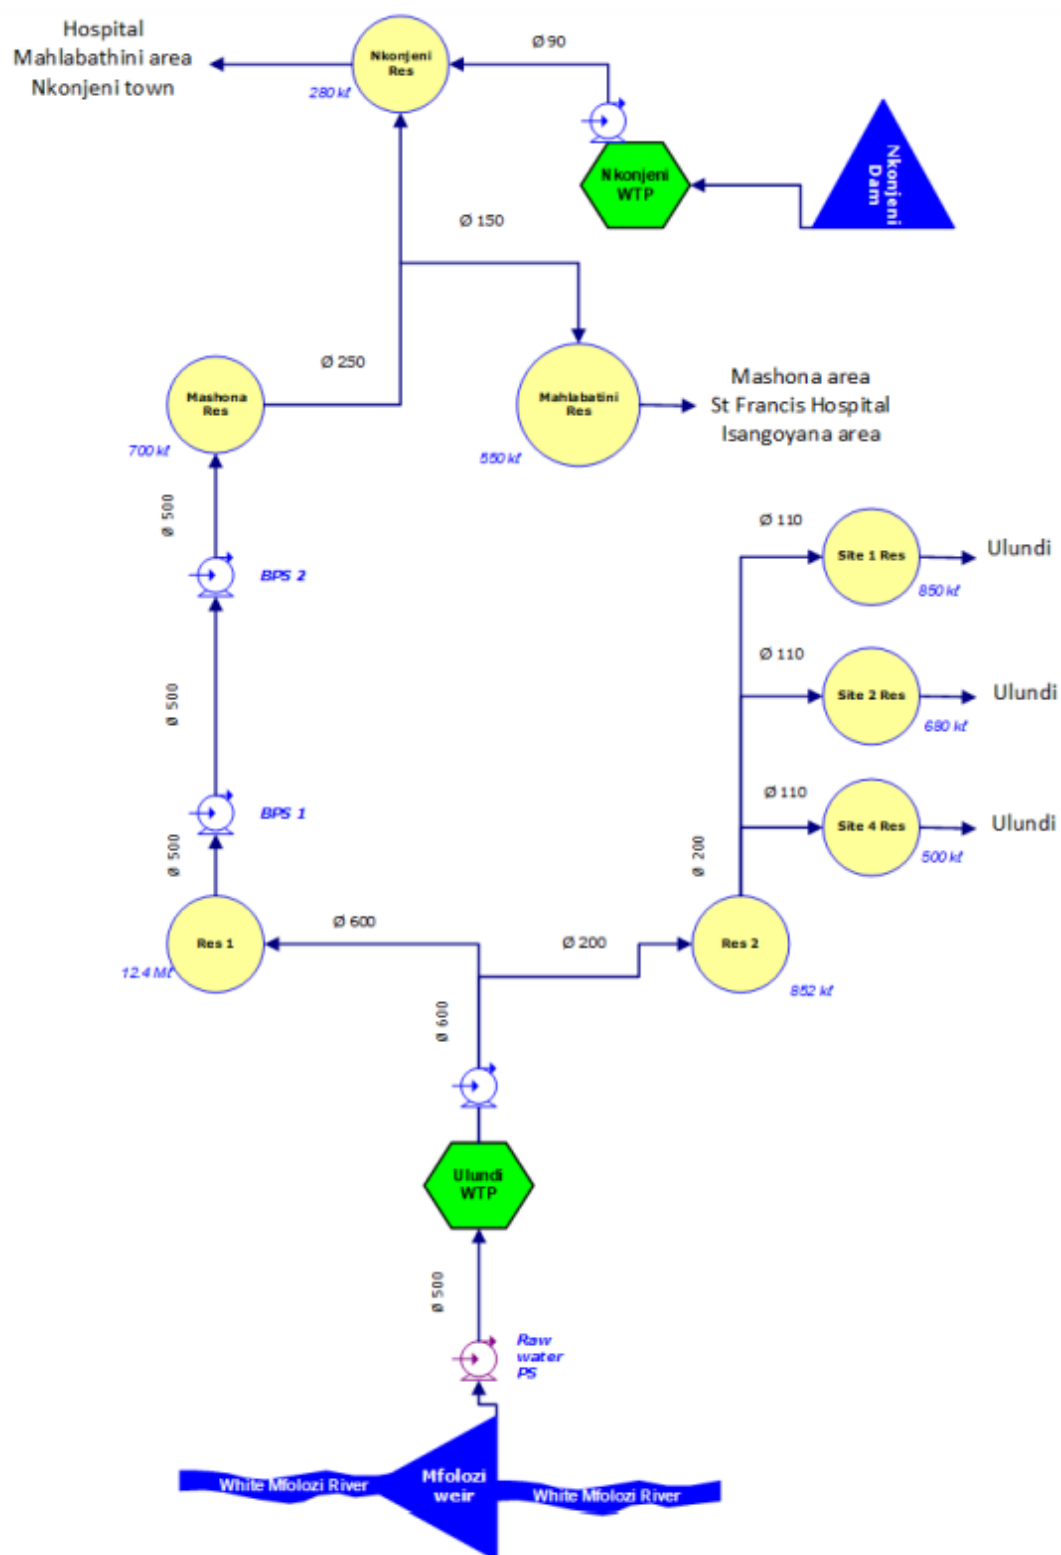 Hospital
Mahlabathini area
Nkonjeni town
Nkonjeni
Res
280 kℓ
Ø 90
Nkonjeni
WTP
Nkonjeni
Dam
Ø 150
Ø 250
Mashona
Res
700 kℓ
Mahlabatini
Res
550 kℓ
Mashona area
St Francis Hospital
Isangoyana area
Ø 500
BPS 2
Ø 500
BPS 1
Ø 500
Ø 110
Site 1 Res
850 kℓ
Ulundi
Ø 110
Site 2 Res
680 kℓ
Ulundi
Ø 110
Site 4 Res
500 kℓ
Ulundi
Ø 200
Res 1
12.4 Mℓ
Ø 600
Ø 200
Res 2
852 kℓ
Ø 600
Ulundi
WTP
Ø 500
Raw
water
PS
White Mfolozi River
Mfolozi
weir
White Mfolozi River